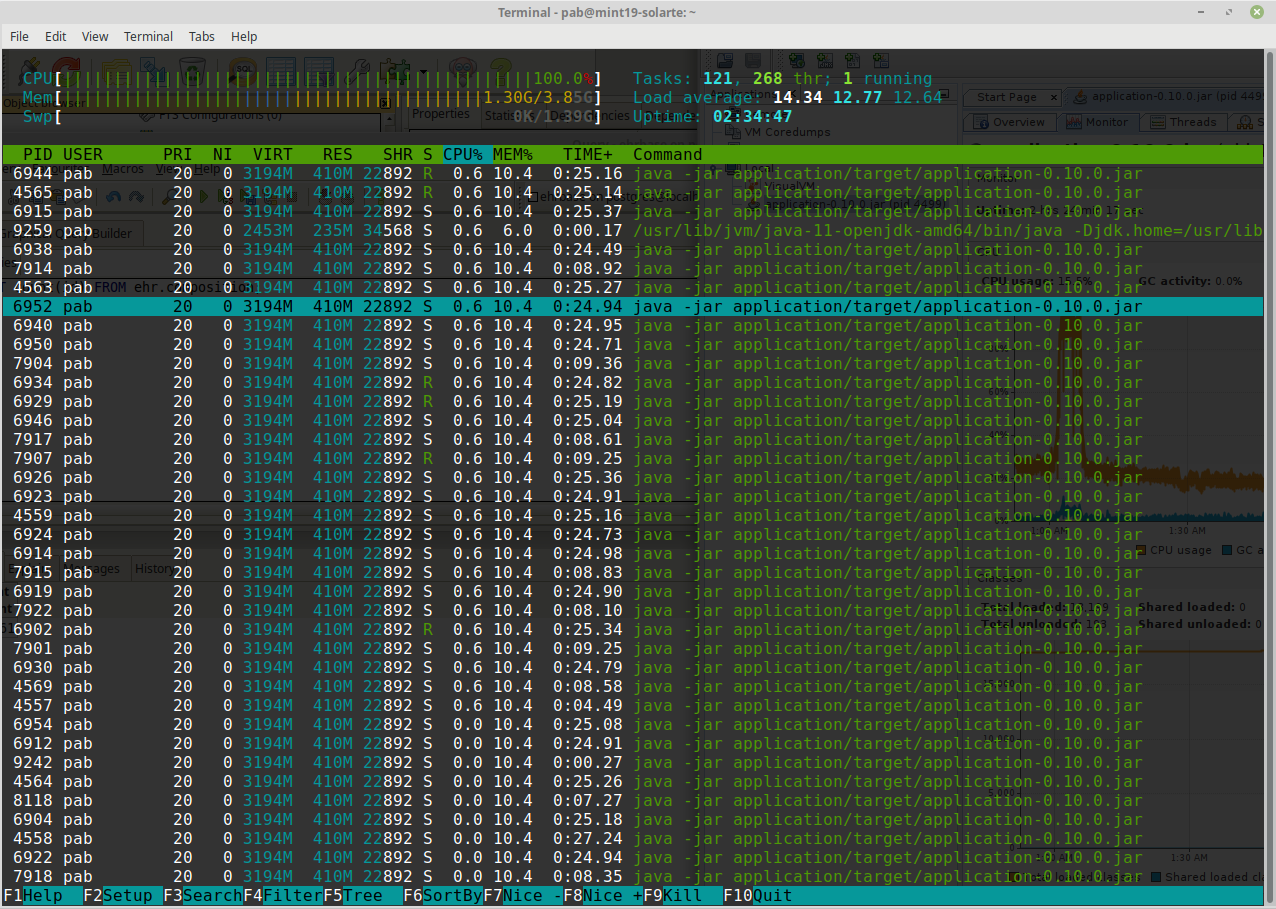 Terminal - pab@mint19-solarte: ~
File Edit View Terminal Tabs Help
CPU[||||||||||||||||||||||||||||||||||||||||||||||100.0%] Tasks: 121, 268 thr; 1 running
Mem[||||||||||||||||||||||||||||||||||||||||||1.30G/3.85G] Load average: 14.34 12.77 12.64
Swp[ 0K/1.89G] Uptime: 02:34:47
PID USER PRI NI VIRT RES SHR S CPU% MEM% TIME+ Command
6944 pab 20 0 3194M 410M 22892 R 0.6 10.4 0:25.16 java -jar application/target/application-0.10.0.jar
4565 pab 20 0 3194M 410M 22892 R 0.6 10.4 0:25.14 java -jar application/target/application-0.10.0.jar
6915 pab 20 0 3194M 410M 22892 S 0.6 10.4 0:25.37 java -jar application/target/application-0.10.0.jar
9259 pab 20 0 2453M 235M 34568 S 0.6 6.0 0:00.17 /usr/lib/jvm/java-11-openjdk-amd64/bin/java -Djdk.home=/usr/lib
6938 pab 20 0 3194M 410M 22892 S 0.6 10.4 0:24.49 java -jar application/target/application-0.10.0.jar
7914 pab 20 0 3194M 410M 22892 S 0.6 10.4 0:08.92 java -jar application/target/application-0.10.0.jar
4563 pab 20 0 3194M 410M 22892 S 0.6 10.4 0:25.27 java -jar application/target/application-0.10.0.jar
6952 pab 20 0 3194M 410M 22892 S 0.6 10.4 0:24.94 java -jar application/target/application-0.10.0.jar
6940 pab 20 0 3194M 410M 22892 S 0.6 10.4 0:24.95 java -jar application/target/application-0.10.0.jar
6950 pab 20 0 3194M 410M 22892 S 0.6 10.4 0:24.71 java -jar application/target/application-0.10.0.jar
7904 pab 20 0 3194M 410M 22892 S 0.6 10.4 0:09.36 java -jar application/target/application-0.10.0.jar
6934 pab 20 0 3194M 410M 22892 R 0.6 10.4 0:24.82 java -jar application/target/application-0.10.0.jar
6929 pab 20 0 3194M 410M 22892 R 0.6 10.4 0:25.19 java -jar application/target/application-0.10.0.jar
6946 pab 20 0 3194M 410M 22892 S 0.6 10.4 0:25.04 java -jar application/target/application-0.10.0.jar
7917 pab 20 0 3194M 410M 22892 S 0.6 10.4 0:08.61 java -jar application/target/application-0.10.0.jar
7907 pab 20 0 3194M 410M 22892 R 0.6 10.4 0:09.25 java -jar application/target/application-0.10.0.jar
6926 pab 20 0 3194M 410M 22892 S 0.6 10.4 0:25.36 java -jar application/target/application-0.10.0.jar
6923 pab 20 0 3194M 410M 22892 S 0.6 10.4 0:24.91 java -jar application/target/application-0.10.0.jar
4559 pab 20 0 3194M 410M 22892 S 0.6 10.4 0:25.16 java -jar application/target/application-0.10.0.jar
6924 pab 20 0 3194M 410M 22892 S 0.6 10.4 0:24.73 java -jar application/target/application-0.10.0.jar
6914 pab 20 0 3194M 410M 22892 S 0.6 10.4 0:24.98 java -jar application/target/application-0.10.0.jar
7915 pab 20 0 3194M 410M 22892 S 0.6 10.4 0:08.83 java -jar application/target/application-0.10.0.jar
6919 pab 20 0 3194M 410M 22892 S 0.6 10.4 0:24.90 java -jar application/target/application-0.10.0.jar
7922 pab 20 0 3194M 410M 22892 S 0.6 10.4 0:08.10 java -jar application/target/application-0.10.0.jar
6902 pab 20 0 3194M 410M 22892 R 0.6 10.4 0:25.34 java -jar application/target/application-0.10.0.jar
7901 pab 20 0 3194M 410M 22892 S 0.6 10.4 0:09.25 java -jar application/target/application-0.10.0.jar
6930 pab 20 0 3194M 410M 22892 S 0.6 10.4 0:24.79 java -jar application/target/application-0.10.0.jar
4569 pab 20 0 3194M 410M 22892 S 0.6 10.4 0:08.58 java -jar application/target/application-0.10.0.jar
4557 pab 20 0 3194M 410M 22892 S 0.6 10.4 0:04.49 java -jar application/target/application-0.10.0.jar
6954 pab 20 0 3194M 410M 22892 S 0.0 10.4 0:25.08 java -jar application/target/application-0.10.0.jar
6912 pab 20 0 3194M 410M 22892 S 0.0 10.4 0:24.91 java -jar application/target/application-0.10.0.jar
9242 pab 20 0 3194M 410M 22892 S 0.0 10.4 0:00.27 java -jar application/target/application-0.10.0.jar
4564 pab 20 0 3194M 410M 22892 S 0.0 10.4 0:25.26 java -jar application/target/application-0.10.0.jar
8118 pab 20 0 3194M 410M 22892 S 0.0 10.4 0:07.27 java -jar application/target/application-0.10.0.jar
6904 pab 20 0 3194M 410M 22892 S 0.0 10.4 0:25.18 java -jar application/target/application-0.10.0.jar
4558 pab 20 0 3194M 410M 22892 S 0.0 10.4 0:27.24 java -jar application/target/application-0.10.0.jar
6922 pab 20 0 3194M 410M 22892 S 0.0 10.4 0:24.94 java -jar application/target/application-0.10.0.jar
7918 pab 20 0 3194M 410M 22892 S 0.0 10.4 0:08.35 java -jar application/target/application-0.10.0.jar
F1Help F2Setup F3SearchF4FilterF5Tree F6SortByF7Nice -F8Nice +F9Kill F10Quit